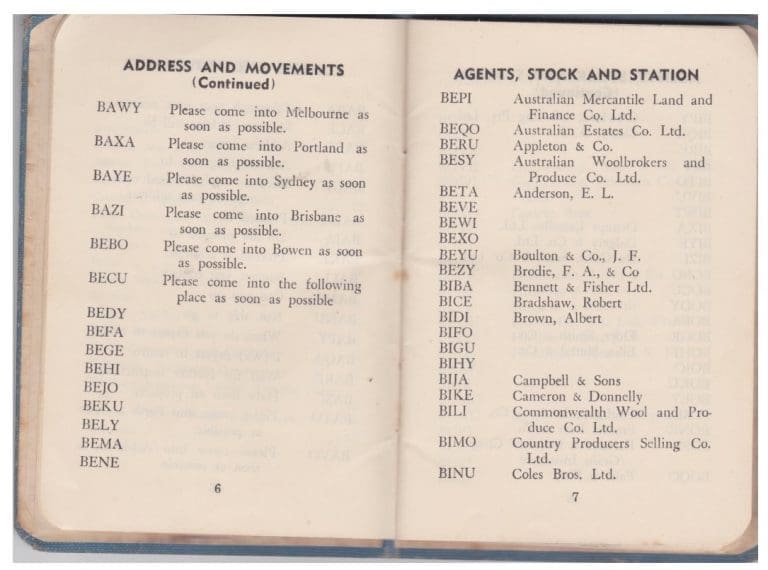 ADDRESS AND MOVEMENTS
(Continued)
BAWY Please come into Melbourne as
soon as possible.
BAXA Please come into Portland as
soon as possible.
BAYE Please come into Sydney as soon
as possible.
BAZI Please come into Brisbane as
soon as possible.
BEBO Please come into Bowen as soon
as possible.
BECU Please come into the following
place as soon as possible
BEDY
BEFA
BEGE
BEHI
BEJO
BEKU
BELY
BEMA
BENE
6
AGENTS, STOCK AND STATION
BEPI Australian Mercantile Land and
Finance Co. Ltd.
BEQO Australian Estates Co. Ltd.
BERU Appleton & Co.
BESY Australian Woolbrokers and
Produce Co. Ltd.
BETA Anderson, E. L.
BEVE
BEWI
BEXO
BEYU Boulton & Co., J. F.
BEZY Brodie, F. A., & Co
BIBA Bennett & Fisher Ltd.
BICE Bradshaw, Robert
BIDI Brown, Albert
BIFO
BIGU
BIHY
BIJA Campbell & Sons
BIKE Cameron & Donnelly
BILI Commonwealth Wool and Pro-
duce Co. Ltd.
BIMO Country Producers Selling Co.
Ltd.
BINU Coles Bros. Ltd.
7